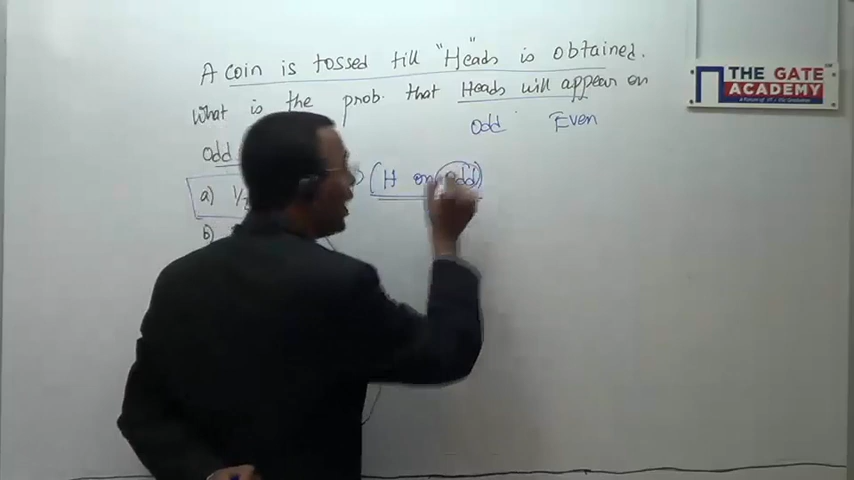 A coin is tossed till "Heads is obtained.
What is the prob. that Heads will appear on
odd
odd Even
(H on odd)
a) 1/2
b)
THE GATE
ACADEMY